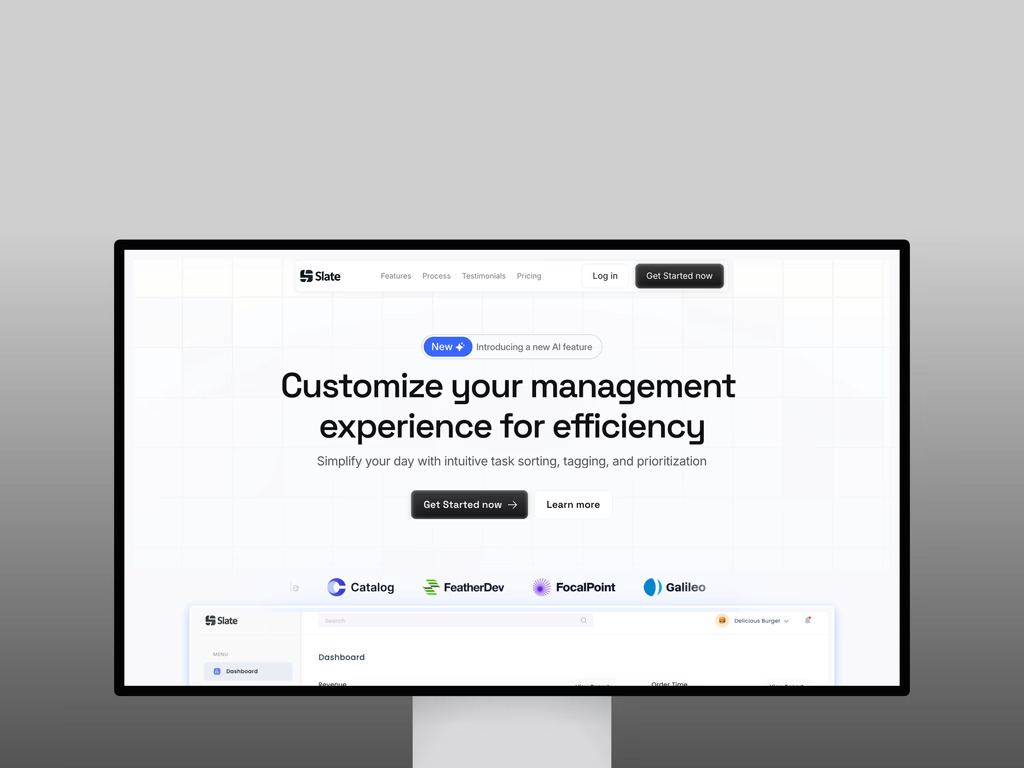 Slate
Features Process Testimonials Pricing
Log in
Get Started now
New Introducing a new AI feature
Customize your management
experience for efficiency
Simplify your day with intuitive task sorting, tagging, and prioritization
Get Started now →
Learn more
Catalog FeatherDev FocalPoint Galileo
Slate
Search
Delicious Burger
MENU
Dashboard
Dashboard
Revenue
Order Time